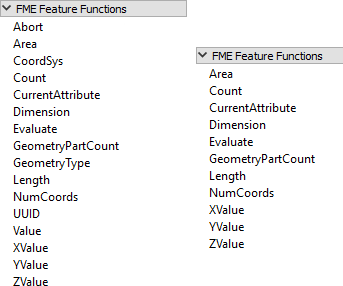 FME Feature Functions
Abort
Area
CoordSys
Count
CurrentAttribute
Dimension
Evaluate
GeometryPartCount
GeometryType
Length
NumCoords
UUID
Value
XValue
YValue
ZValue
FME Feature Functions
Area
Count
CurrentAttribute
Dimension
Evaluate
GeometryPartCount
Length
NumCoords
XValue
YValue
ZValue